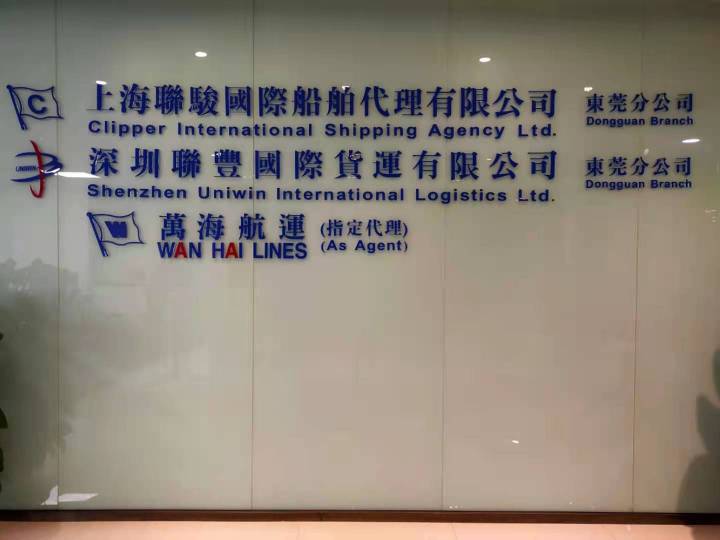 C 上海聯駿國際船舶代理有限公司 東莞分公司
Clipper International Shipping Agency Ltd. Dongguan Branch
UNIWIN 深圳聯豐國際貨運有限公司 東莞分公司
Shenzhen Uniwin International Logistics Ltd. Dongguan Branch
W 萬海航運 (指定代理)
WAN HAI LINES (As Agent)